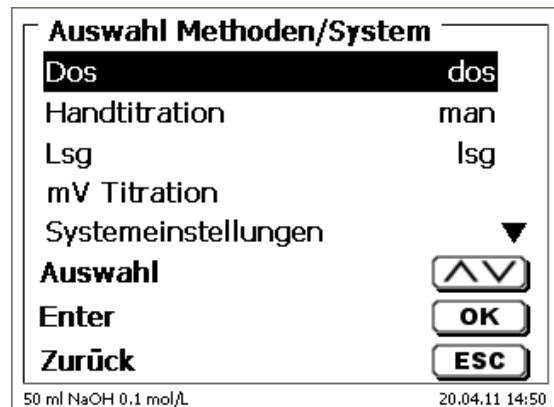 Auswahl Methoden/System
Dos dos
Handtitration man
Lsg lsg
mV Titration
Systemeinstellungen
Auswahl
Enter OK
Zurück ESC
50 ml NaOH 0.1 mol/L 20.04.11 14:50